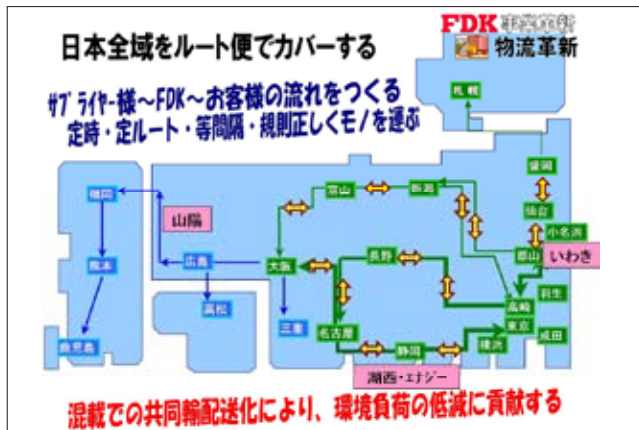 FDK 事業革新
物流革新
日本全域をルート便でカバーする
ｻﾌﾟﾗｲﾔｰ様～FDK～お客様の流れをつくる
定時・定ルート・等間隔・規則正しくモノを運ぶ
札幌
盛岡
仙台
小名浜
郡山
いわき
富山
新潟
福岡
山陽
長野
広島
大阪
羽生
高崎
熊本
高松
三重
名古屋
東京
成田
横浜
静岡
鹿児島
湖西・エナジー
混載での共同輸配送化により、環境負荷の低減に貢献する